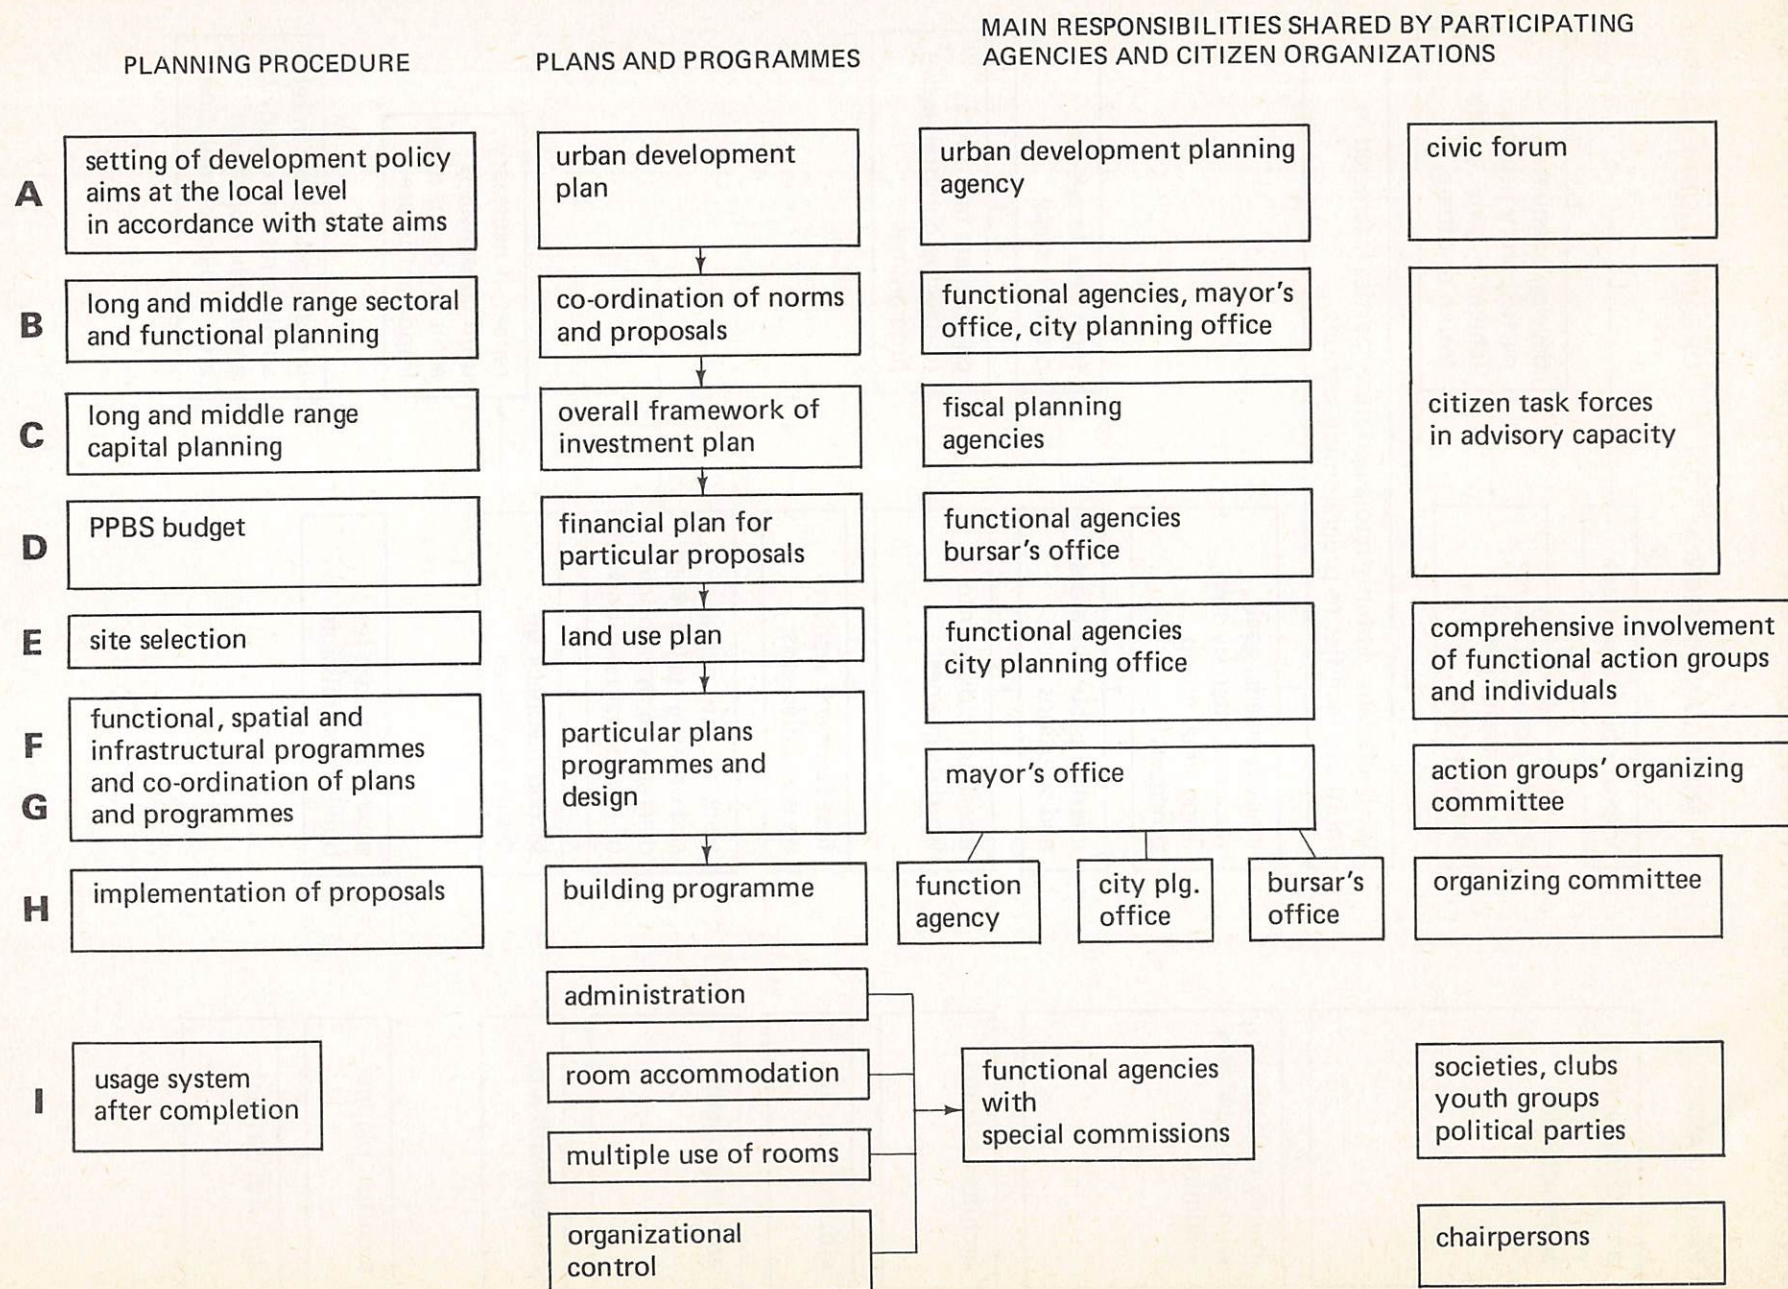 MAIN RESPONSIBILITIES SHARED BY PARTICIPATING
AGENCIES AND CITIZEN ORGANIZATIONS
PLANNING PROCEDURE
PLANS AND PROGRAMMES
A
setting of development policy
aims at the local level
in accordance with state aims
urban development
plan
urban development planning
agency
civic forum
B
long and middle range sectoral
and functional planning
co-ordination of norms
and proposals
functional agencies, mayor's
office, city planning office
C
long and middle range
capital planning
overall framework of
investment plan
fiscal planning
agencies
citizen task forces
in advisory capacity
D
PPBS budget
financial plan for
particular proposals
functional agencies
bursar's office
E
site selection
land use plan
functional agencies
city planning office
comprehensive involvement
of functional action groups
and individuals
F
G
functional, spatial and
infrastructural programmes
and co-ordination of plans
and programmes
particular plans
programmes and
design
mayor's office
action groups' organizing
committee
H
implementation of proposals
building programme
function
agency
city plg.
office
bursar's
office
organizing committee
I
usage system
after completion
administration
room accommodation
multiple use of rooms
organizational
control
functional agencies
with
special commissions
societies, clubs
youth groups
political parties
chairpersons